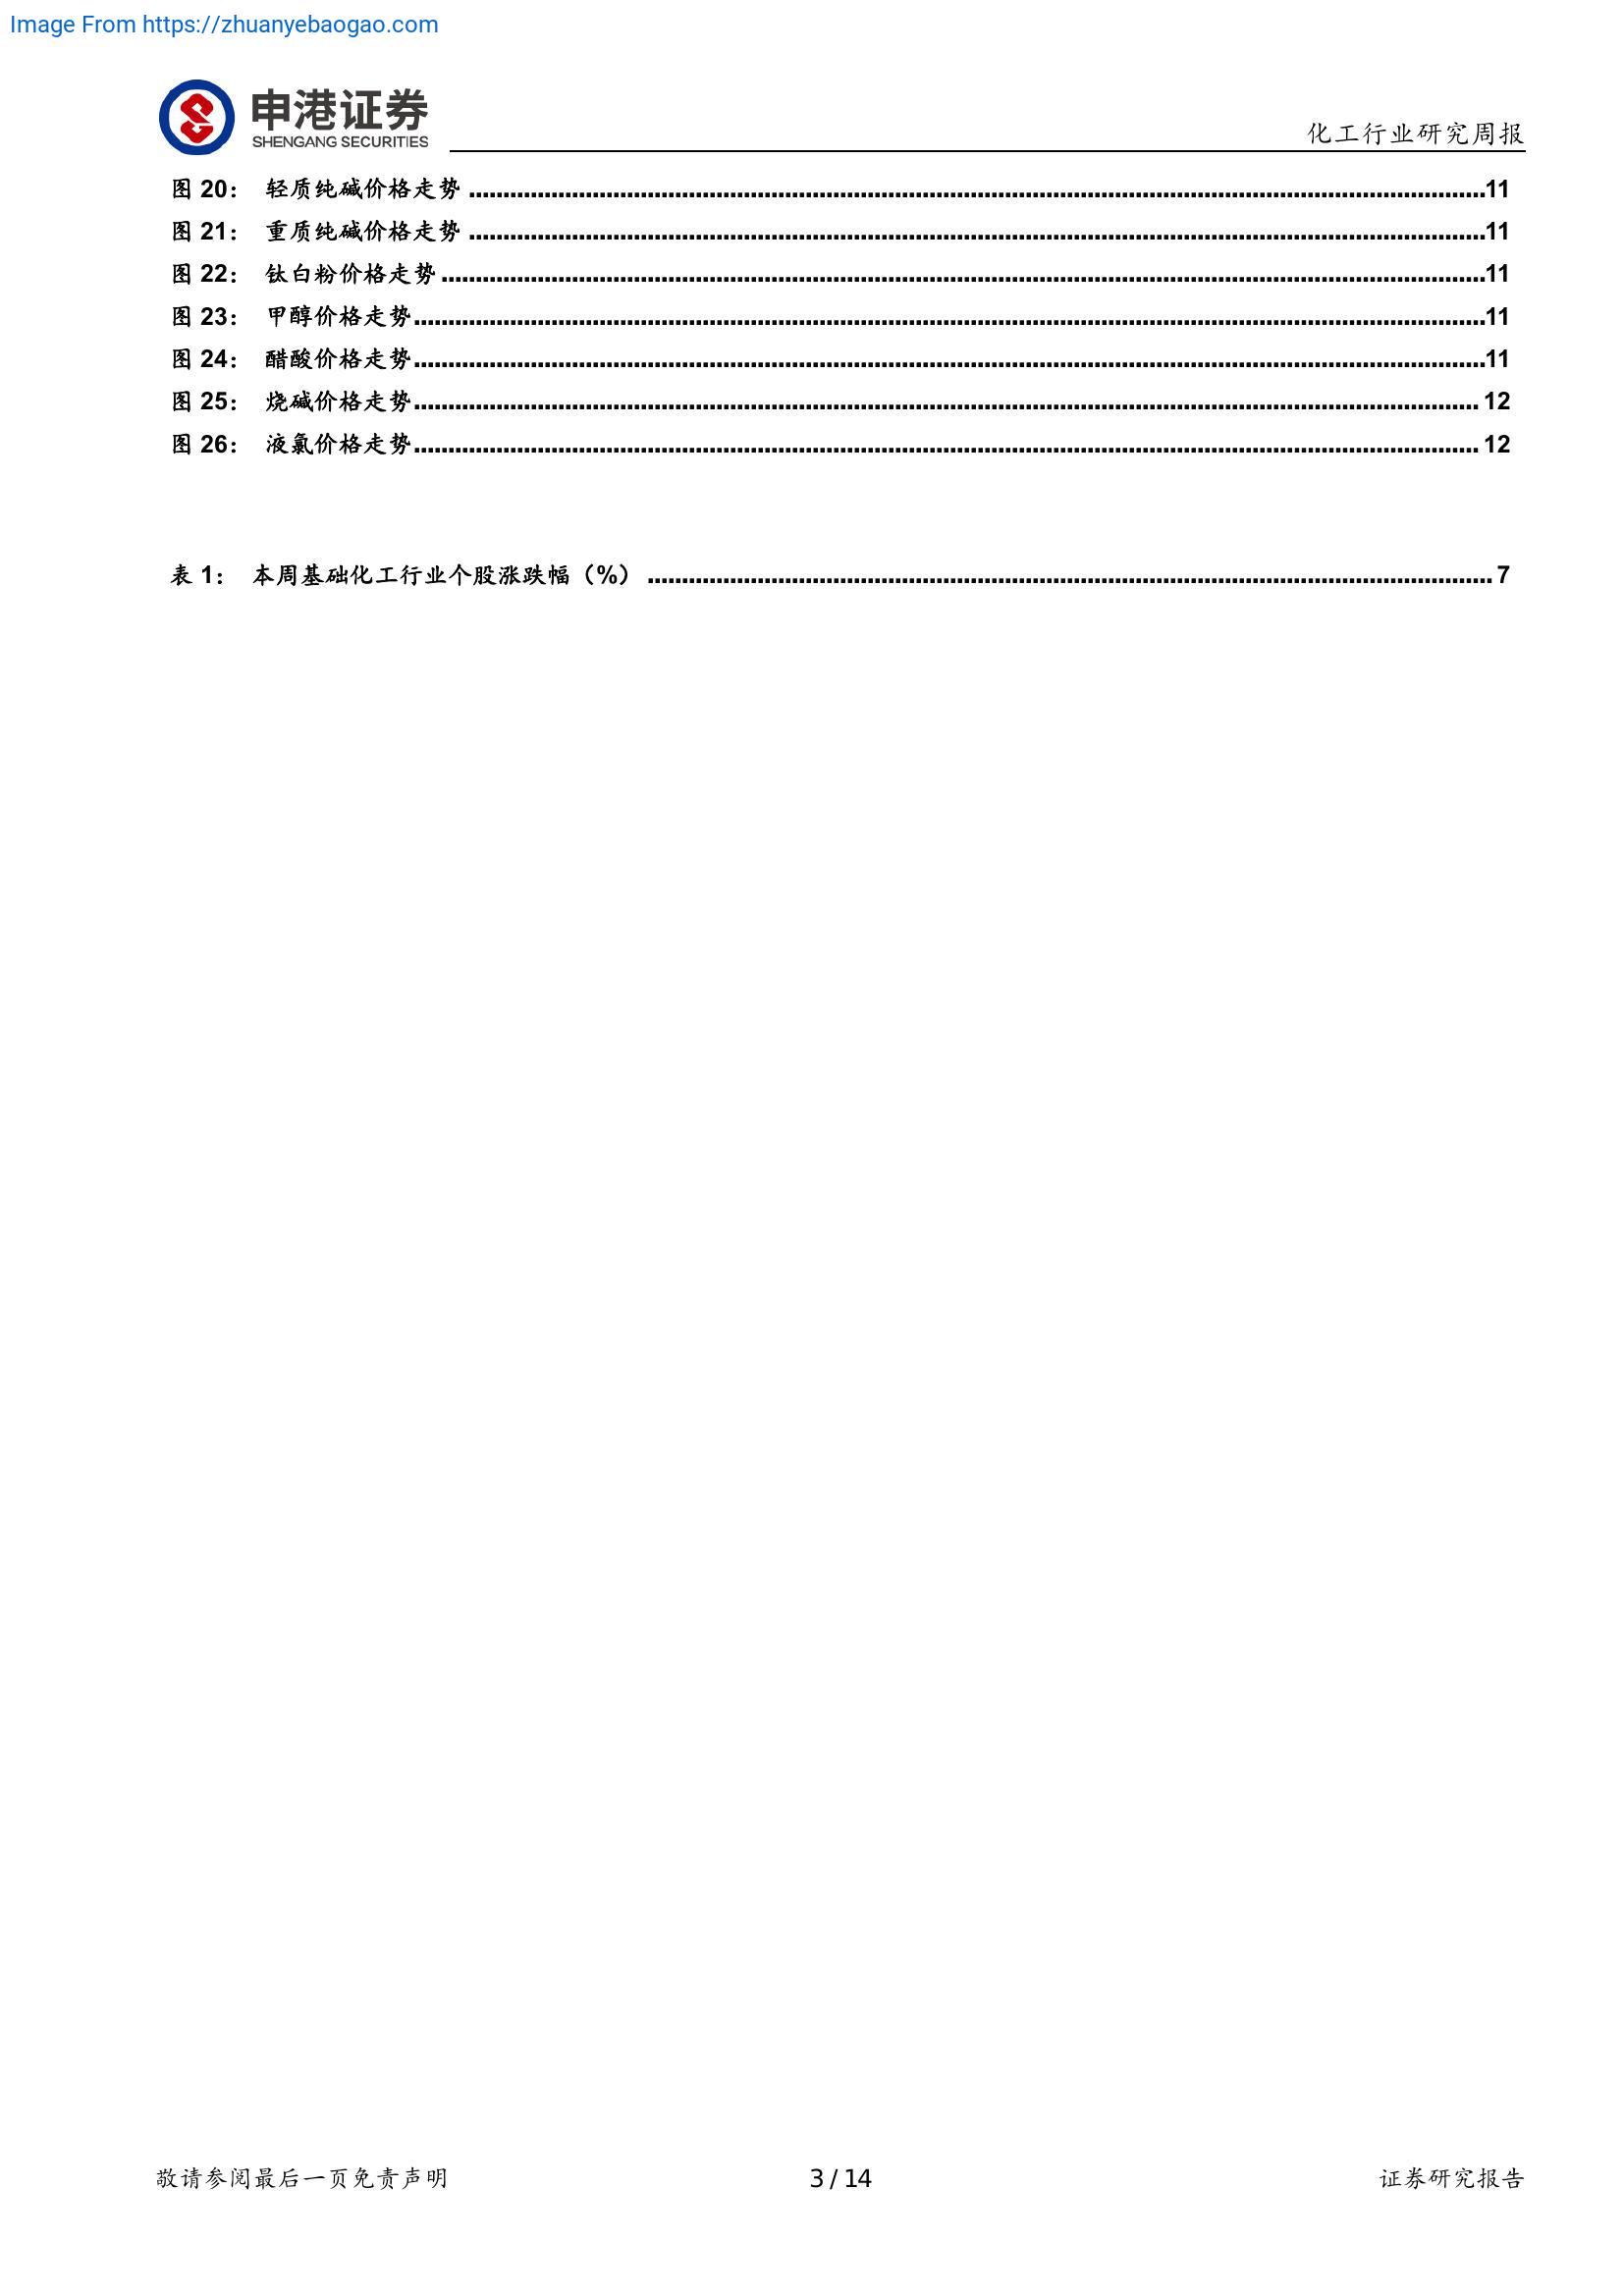 Image From https://zhuanyebaogao.com
申港证券
SHENGANG SECURITIES
化工行业研究周报
图 20： 轻质纯碱价格走势 ........................................................................................................................................................11
图 21： 重质纯碱价格走势 ........................................................................................................................................................11
图 22： 钛白粉价格走势 ............................................................................................................................................................11
图 23： 甲醇价格走势................................................................................................................................................................11
图 24： 醋酸价格走势................................................................................................................................................................11
图 25： 烧碱价格走势............................................................................................................................................................... 12
图 26： 液氯价格走势............................................................................................................................................................... 12
表 1： 本周基础化工行业个股涨跌幅（%） ............................................................................................................................. 7
敬请参阅最后一页免责声明
3 / 14
证券研究报告